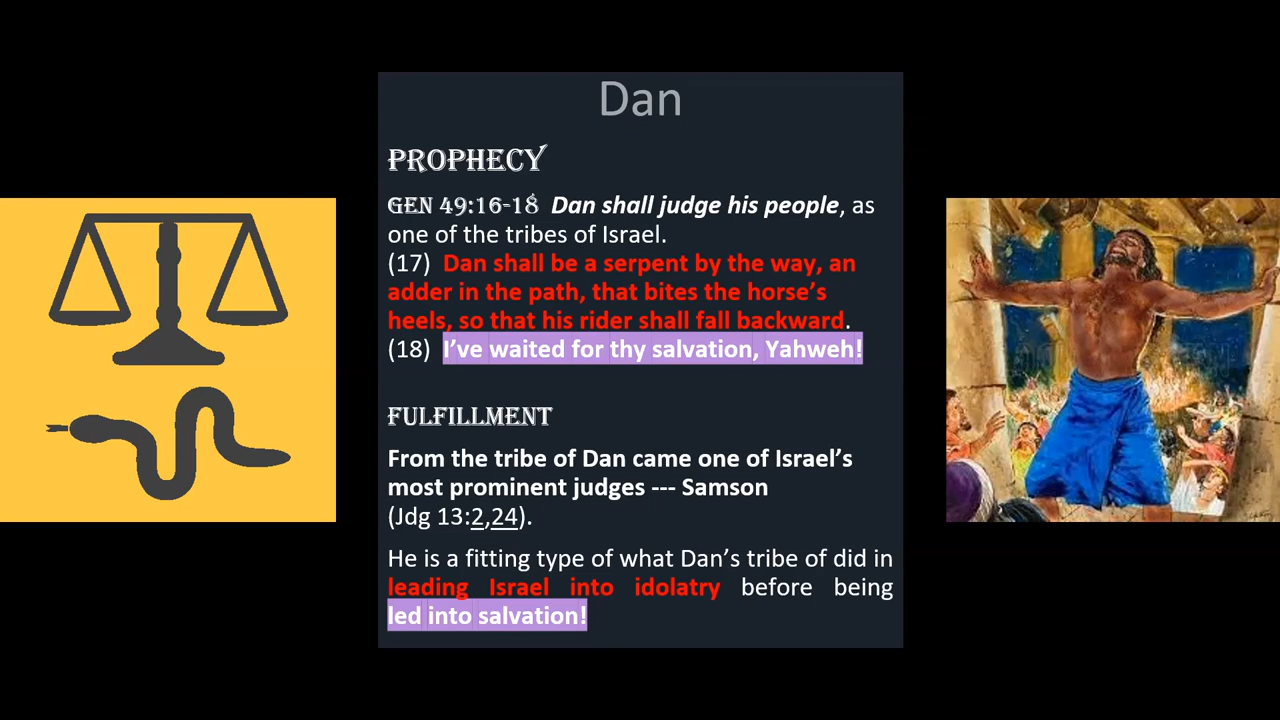 Dan
PROPHECY
GEN 49:16-18 Dan shall judge his people, as
one of the tribes of Israel.
(17) Dan shall be a serpent by the way, an
adder in the path, that bites the horse's
heels, so that his rider shall fall backward.
(18) I've waited for thy salvation, Yahweh!
FULFILLMENT
From the tribe of Dan came one of Israel's
most prominent judges --- Samson
(Jdg 13:2,24).
He is a fitting type of what Dan's tribe of did in
leading Israel into idolatry before being
led into salvation!